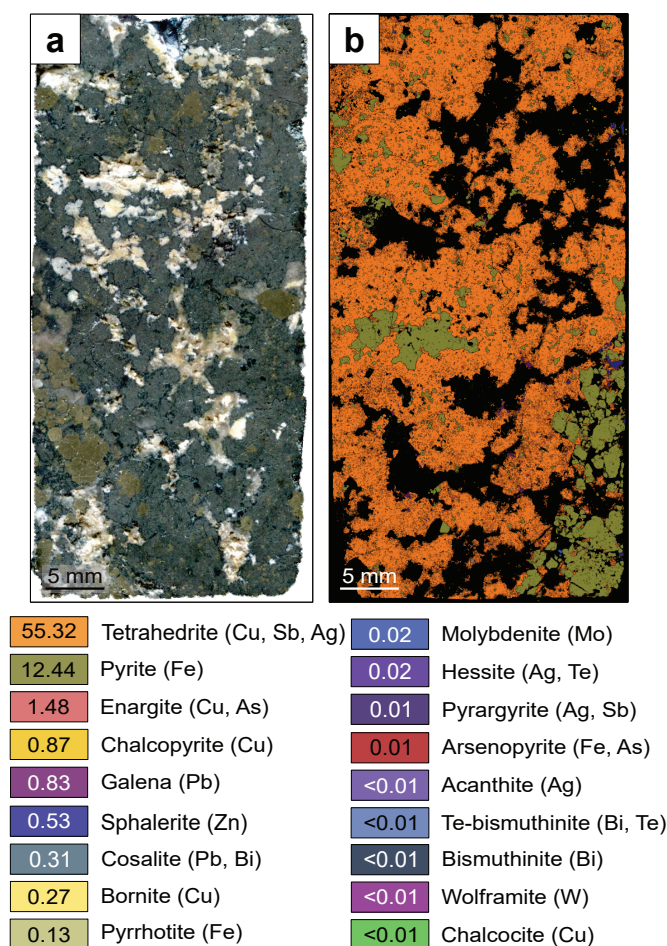 a
b
5 mm
5 mm
55.32 Tetrahedrite (Cu, Sb, Ag)
12.44 Pyrite (Fe)
1.48 Enargite (Cu, As)
0.87 Chalcopyrite (Cu)
0.83 Galena (Pb)
0.53 Sphalerite (Zn)
0.31 Cosalite (Pb, Bi)
0.27 Bornite (Cu)
0.13 Pyrrhotite (Fe)
0.02 Molybdenite (Mo)
0.02 Hessite (Ag, Te)
0.01 Pyrargyrite (Ag, Sb)
0.01 Arsenopyrite (Fe, As)
<0.01 Acanthite (Ag)
<0.01 Te-bismuthinite (Bi, Te)
<0.01 Bismuthinite (Bi)
<0.01 Wolframite (W)
<0.01 Chalcocite (Cu)